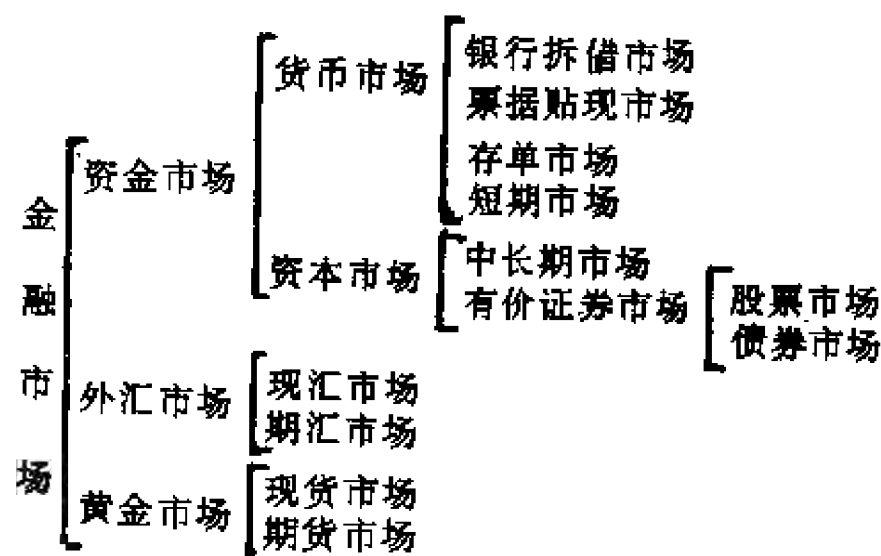 金融市场
资金市场
货币市场
银行拆借市场
票据贴现市场
存单市场
短期市场
资本市场
中长期市场
有价证券市场
股票市场
债券市场
外汇市场
现汇市场
期汇市场
黄金市场
现货市场
期货市场